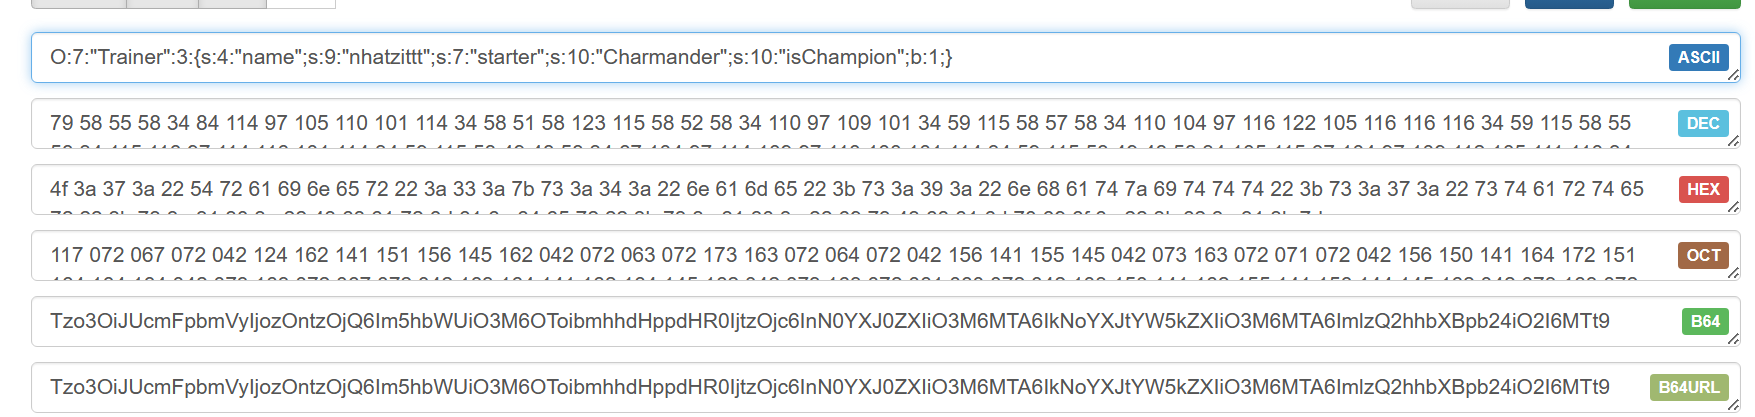 O:7:"Trainer":3:{s:4:"name";s:9:"nhatzittt";s:7:"starter";s:10:"Charmander";s:10:"isChampion";b:1;}
ASCII
79 58 55 58 34 84 114 97 105 110 101 114 34 58 51 58 123 115 58 52 58 34 110 97 109 101 34 59 115 58 57 58 34 110 104 97 116 122 105 116 116 116 34 59 115 58 55
DEC
4f 3a 37 3a 22 54 72 61 69 6e 65 72 22 3a 33 3a 7b 73 3a 34 3a 22 6e 61 6d 65 22 3b 73 3a 39 3a 22 6e 68 61 74 7a 69 74 74 74 22 3b 73 3a 37 3a 22 73 74 61 72 74 65
HEX
117 072 067 072 042 124 162 141 151 156 145 162 042 072 063 072 173 163 072 064 072 042 156 141 155 145 042 073 163 072 071 072 042 156 150 141 164 172 151
OCT
Tzo3OiJUcmFpbmVyIjozOntzOjQ6Im5hbWUiO3M6OToibmhhdHppdHR0IjtzOjc6InN0YXJ0ZXIiO3M6MTA6IkNoYXJtYW5kZXIiO3M6MTA6ImlzQ2hhbXBpb24iO2I6MTt9
B64
Tzo3OiJUcmFpbmVyIjozOntzOjQ6Im5hbWUiO3M6OToibmhhdHppdHR0IjtzOjc6InN0YXJ0ZXIiO3M6MTA6IkNoYXJtYW5kZXIiO3M6MTA6ImlzQ2hhbXBpb24iO2I6MTt9
B64URL